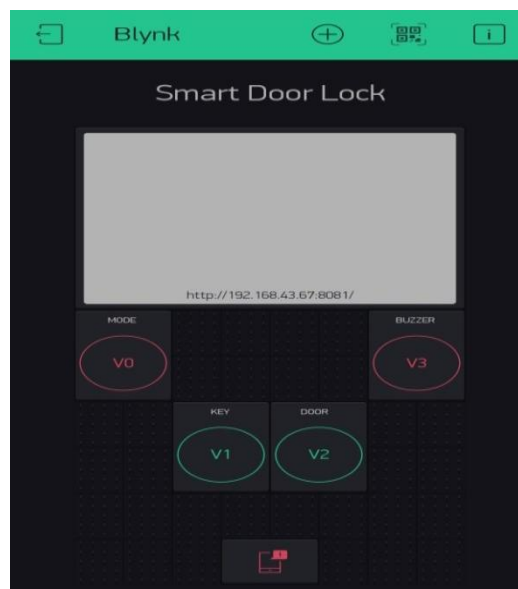 Blynk
i
Smart Door Lock
http://192.168.43.67:8081/
MODE
BUZZER
V0
V3
KEY
DOOR
V1
V2